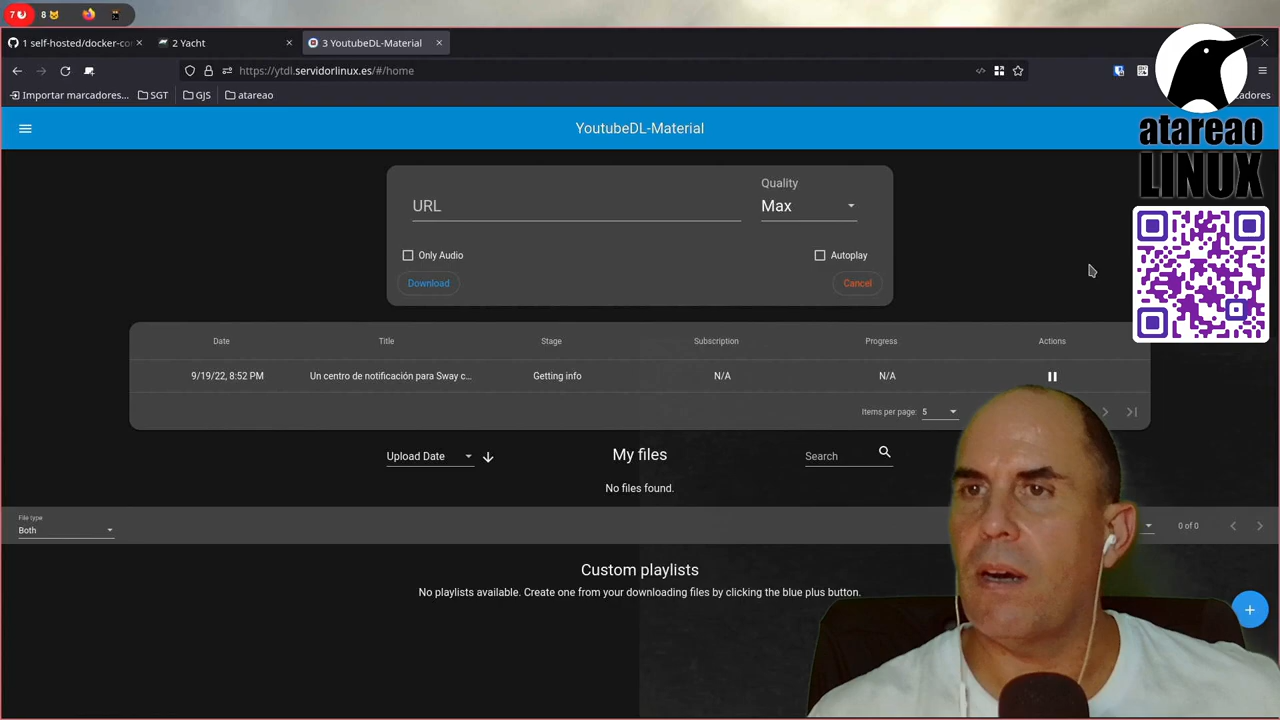 7
8
1 self-hosted/docker-co
2 Yacht
3 YoutubeDL-Material
https://ytdl.servidorlinux.es/#/home
Importar marcadores...
SGT
GJS
atareao
cadores
atareao
LINUX
YoutubeDL-Material
URL
Quality
Max
Only Audio
Autoplay
Download
Cancel
Date Title Stage Subscription Progress Actions
9/19/22, 8:52 PM Un centro de notificación para Sway c... Getting info N/A N/A
Items per page: 5
Upload Date
My files
Search
No files found.
File type
Both
0 of 0
Custom playlists
No playlists available. Create one from your downloading files by clicking the blue plus button.